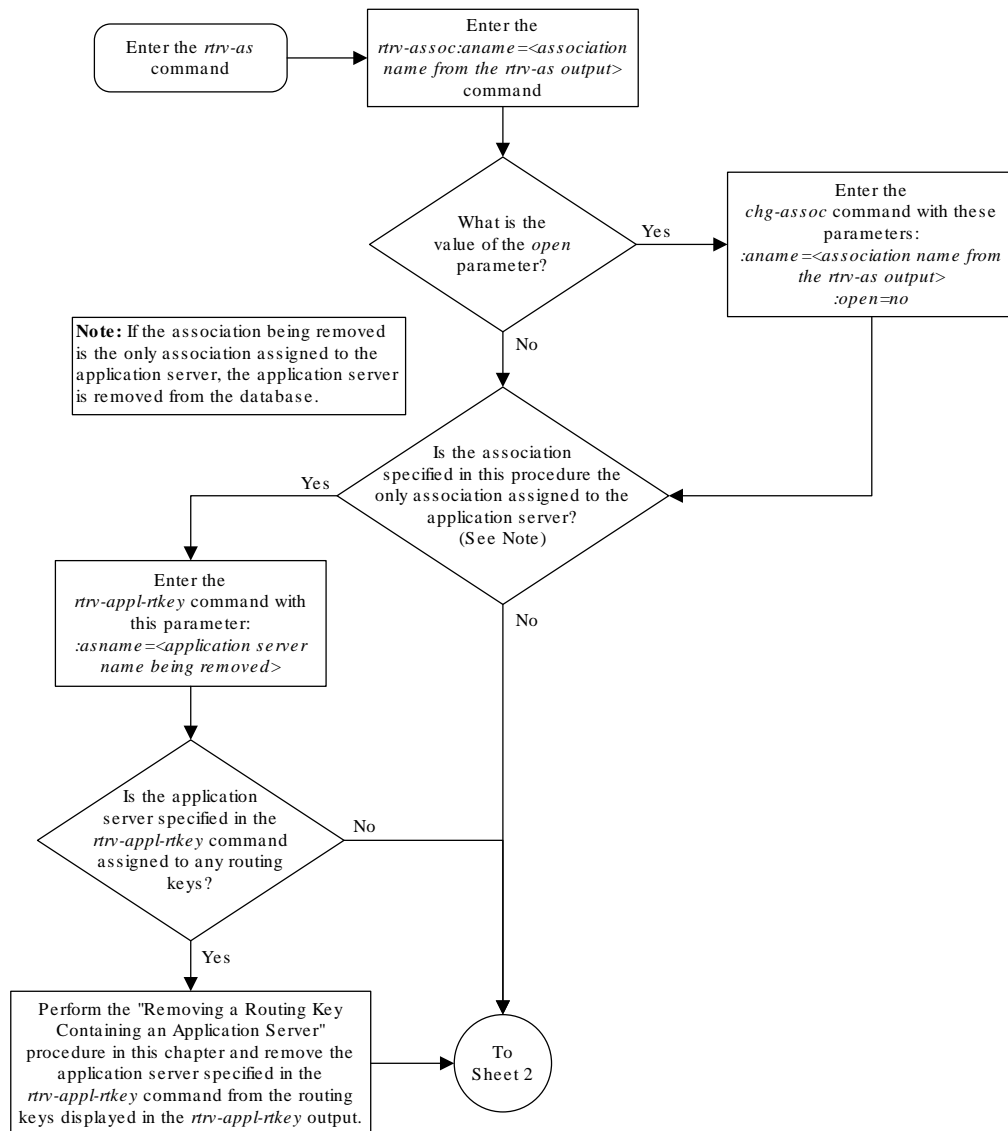 Enter the rtrv-as
command
Enter the
rtrv-assoc:aname=<association
name from the rtrv-as output>
command
What is the
value of the open
parameter?
Yes
Enter the
chg-assoc command with these
parameters:
:aname=<association name from
the rtrv-as output>
:open=no
No
Note: If the association being removed
is the only association assigned to the
application server, the application server
is removed from the database.
Is the association
specified in this procedure the
only association assigned to the
application server?
(See Note)
Yes
No
Enter the
rtrv-appl-rtkey command with
this parameter:
:asname=<application server
name being removed>
Is the application
server specified in the
rtrv-appl-rtkey command
assigned to any routing
keys?
No
Yes
Perform the "Removing a Routing Key
Containing an Application Server"
procedure in this chapter and remove the
application server specified in the
rtrv-appl-rtkey command from the routing
keys displayed in the rtrv-appl-rtkey output.
To
Sheet 2